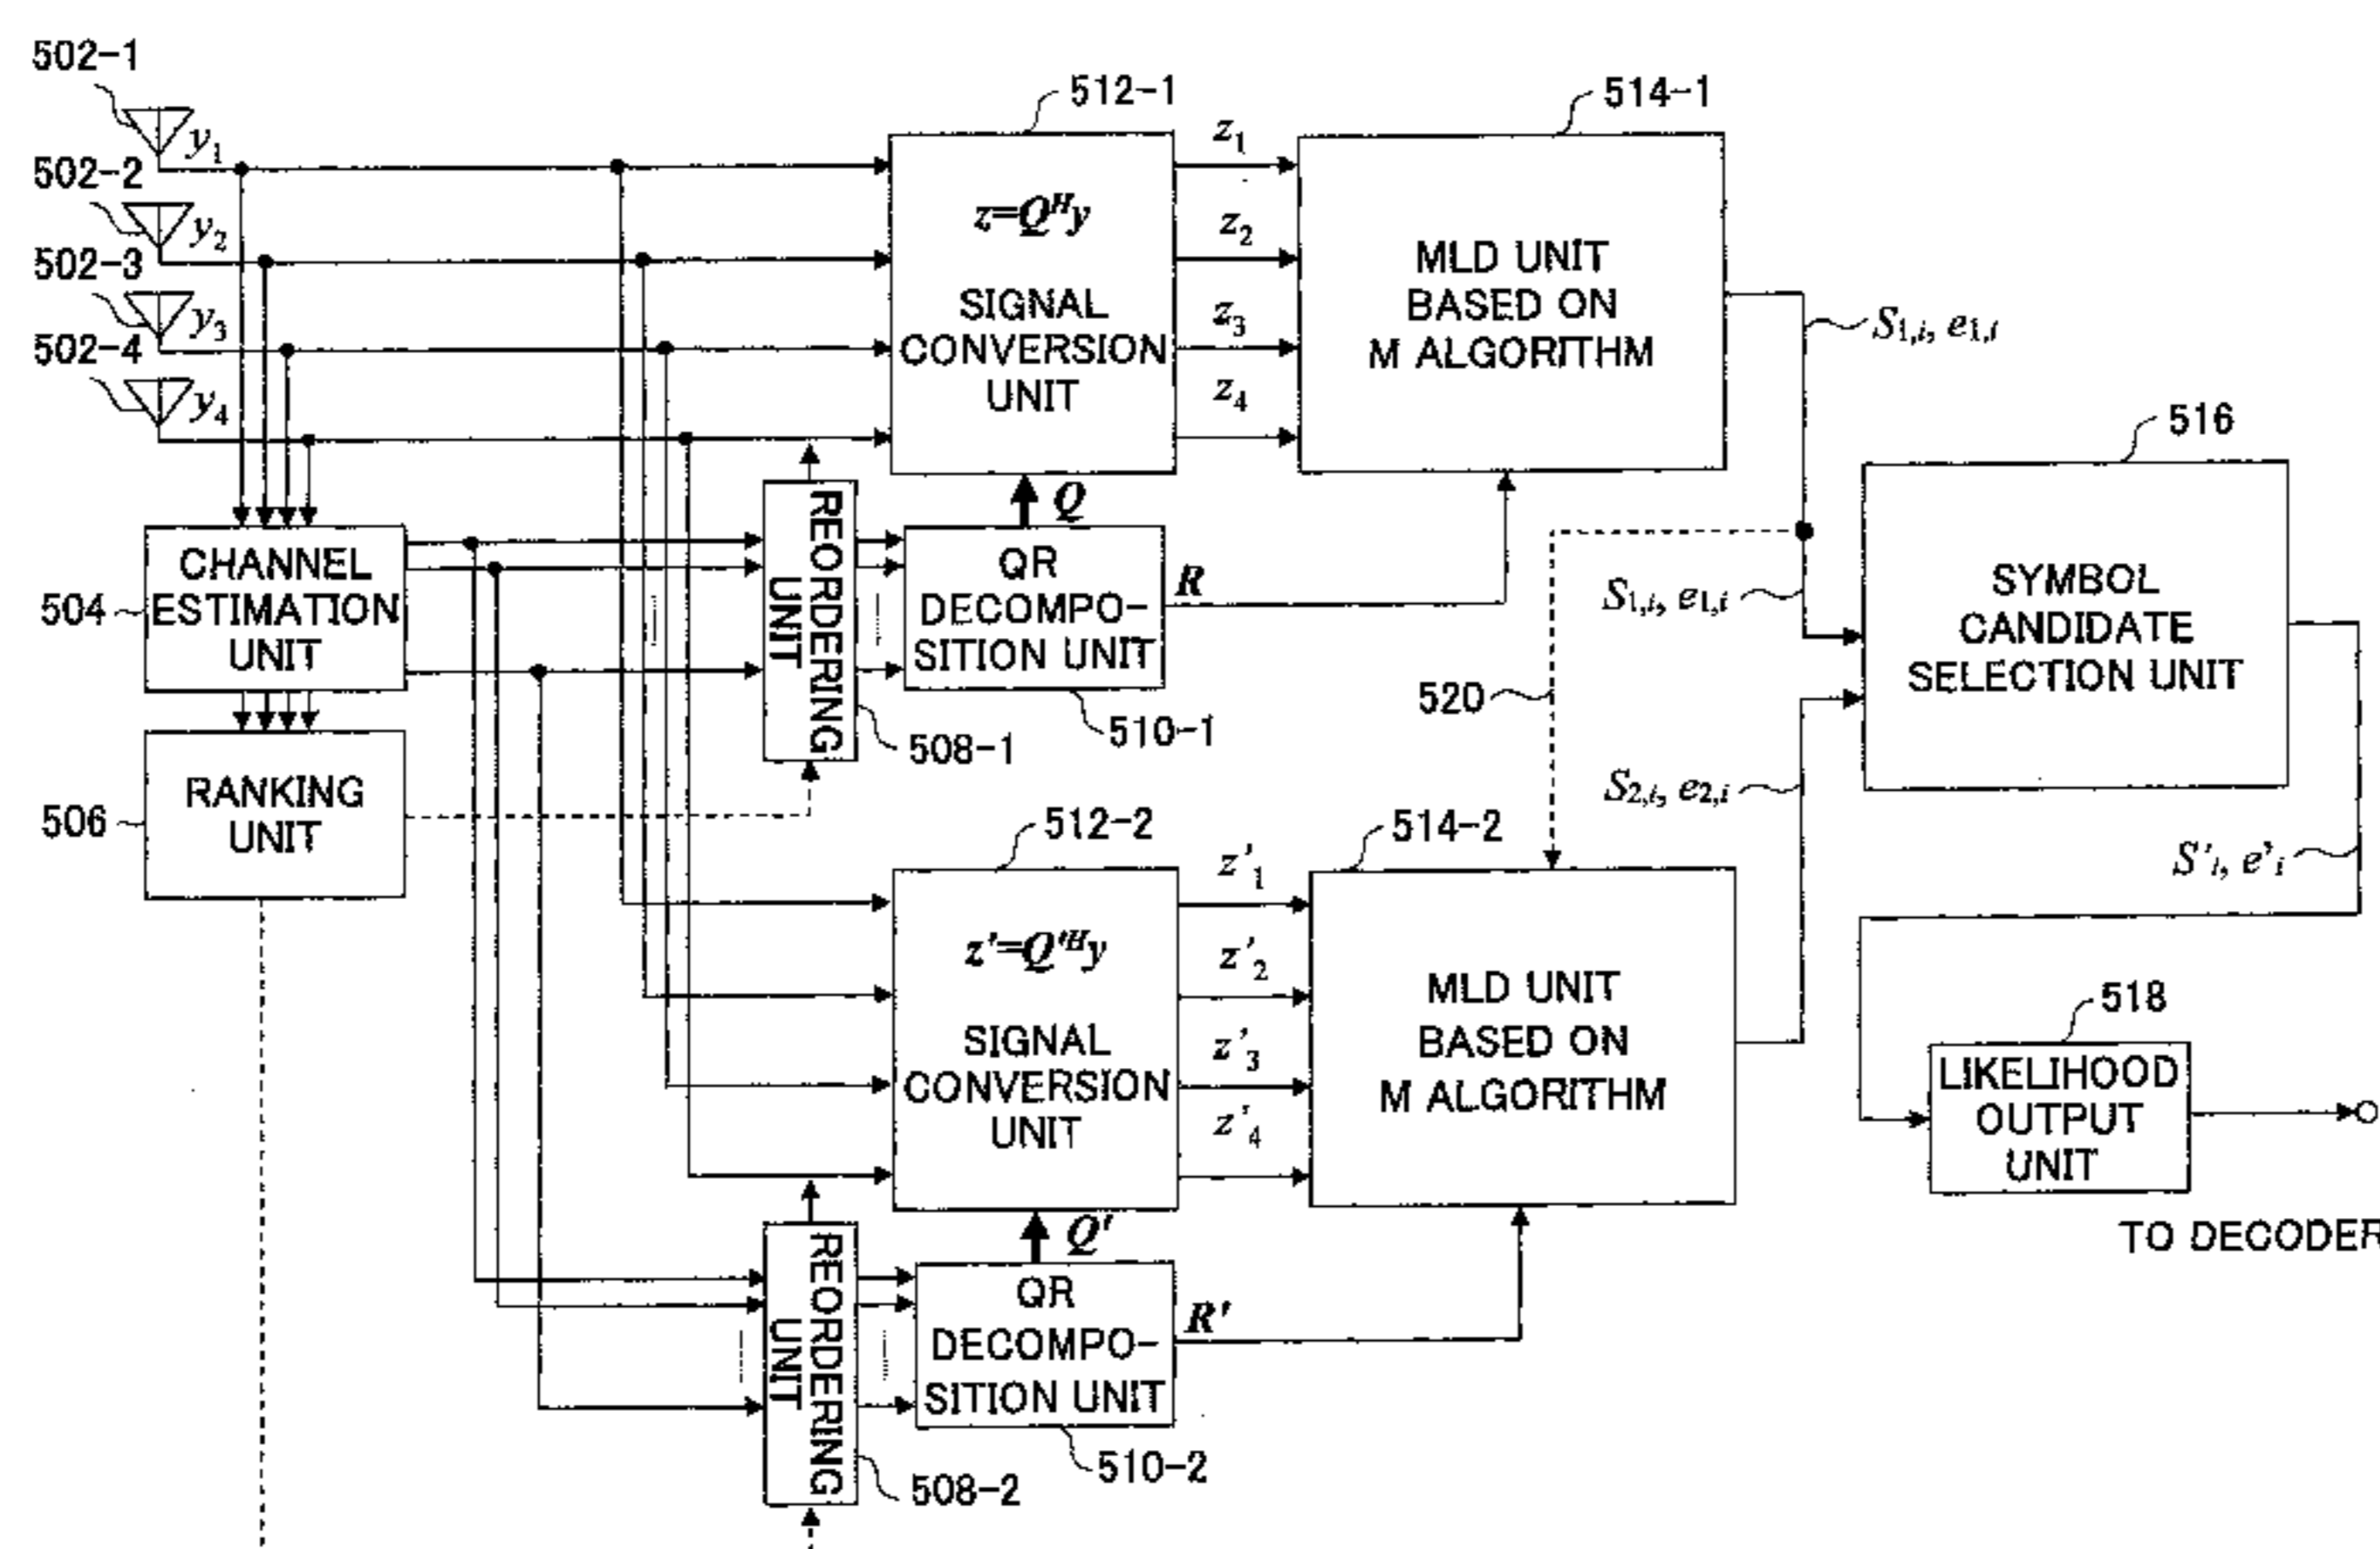 502-1
y1
502-2
y2
502-3
y3
502-4
y4
512-1
z=Q^H y
SIGNAL
CONVERSION
UNIT
z1
z2
z3
z4
514-1
MLD UNIT
BASED ON
M ALGORITHM
S1,i, e1,i
516
SYMBOL
CANDIDATE
SELECTION UNIT
S1,i, e1,i
520
S2,i, e2,i
S'i, e'i
504
CHANNEL
ESTIMATION
UNIT
506
RANKING
UNIT
REORDERING
UNIT
508-1
Q
QR
DECOMPO-
SITION UNIT
510-1
R
512-2
z'=Q'^H y
SIGNAL
CONVERSION
UNIT
z'1
z'2
z'3
z'4
514-2
MLD UNIT
BASED ON
M ALGORITHM
518
LIKELIHOOD
OUTPUT
UNIT
TO DECODER
REORDERING
UNIT
508-2
Q'
QR
DECOMPO-
SITION UNIT
510-2
R'